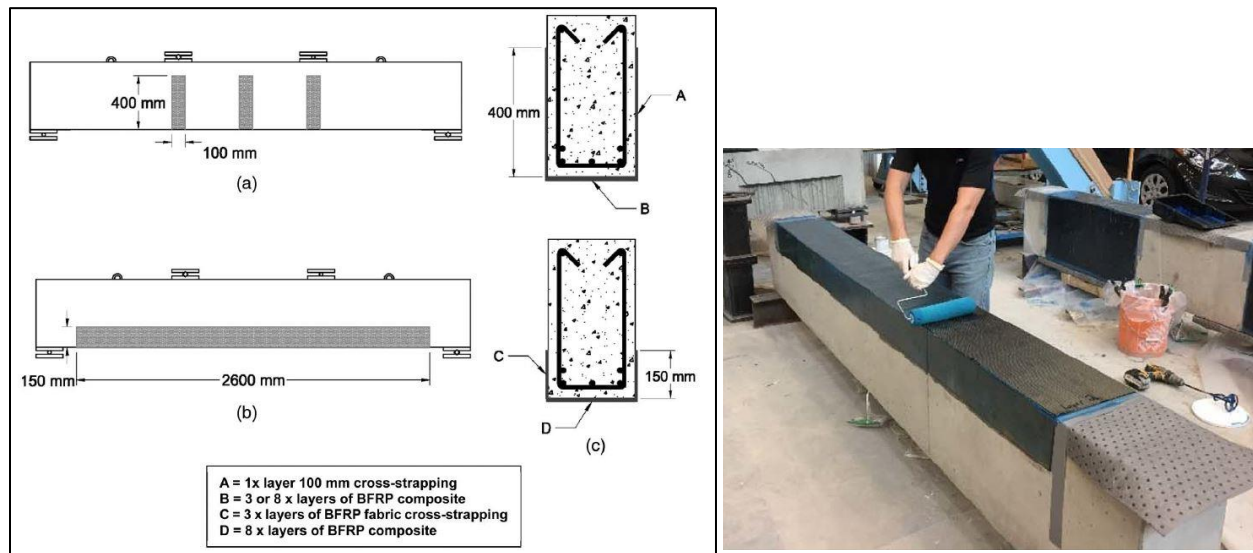 400 mm
100 mm
(a)
400 mm
A
B
150 mm
2600 mm
(b)
C
D
150 mm
(c)
A = 1x layer 100 mm cross-strapping
B = 3 or 8 x layers of BFRP composite
C = 3 x layers of BFRP fabric cross-strapping
D = 8 x layers of BFRP composite